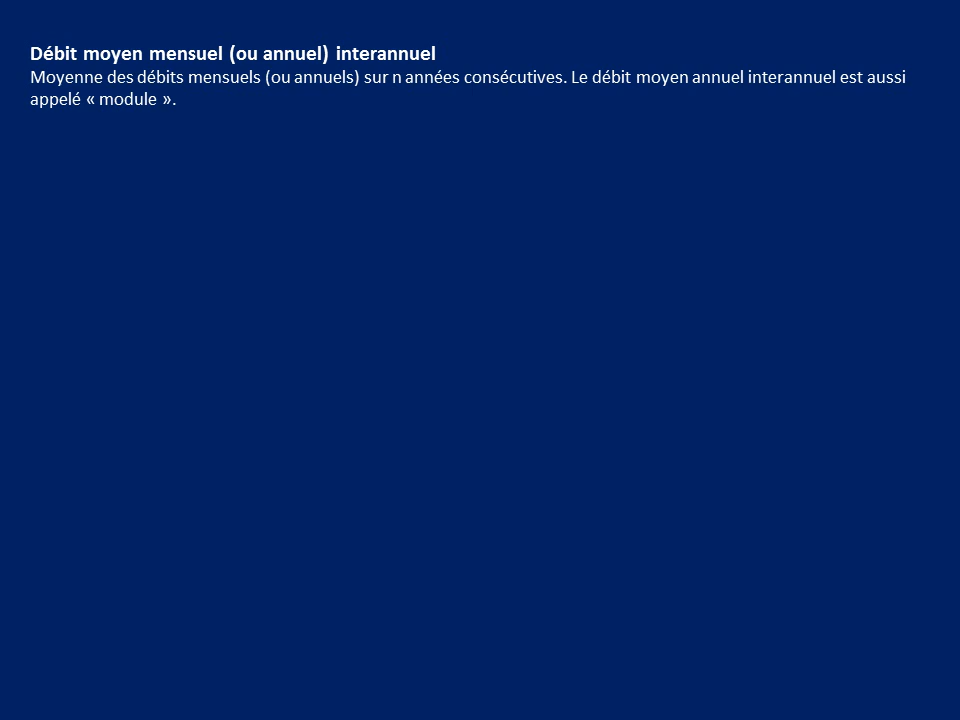 Débit moyen mensuel (ou annuel) interannuel
Moyenne des débits mensuels (ou annuels) sur n années consécutives. Le débit moyen annuel interannuel est aussi
appelé « module ».